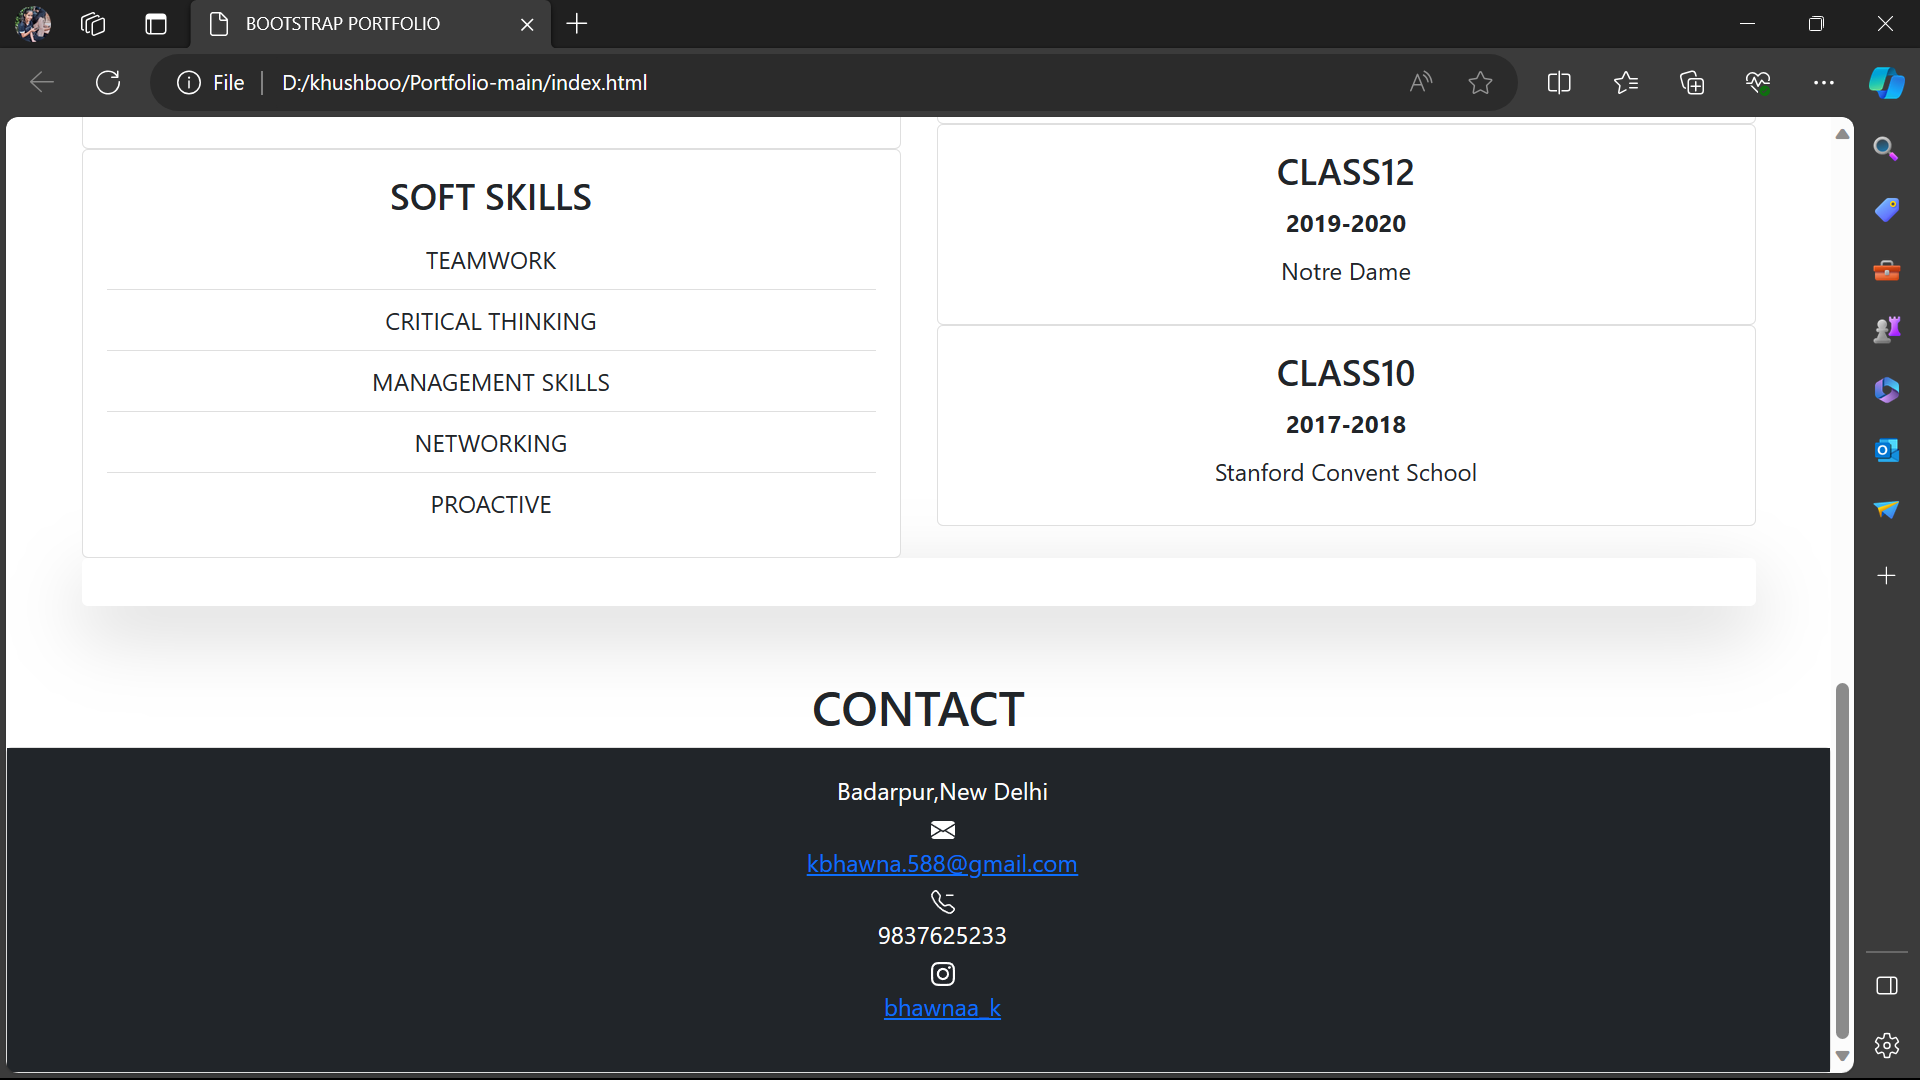 BOOTSTRAP PORTFOLIO
File
D:/khushboo/Portfolio-main/index.html
SOFT SKILLS
TEAMWORK
CRITICAL THINKING
MANAGEMENT SKILLS
NETWORKING
PROACTIVE
CLASS12
2019-2020
Notre Dame
CLASS10
2017-2018
Stanford Convent School
CONTACT
Badarpur,New Delhi
kbhawna.588@gmail.com
9837625233
bhawnaa_k